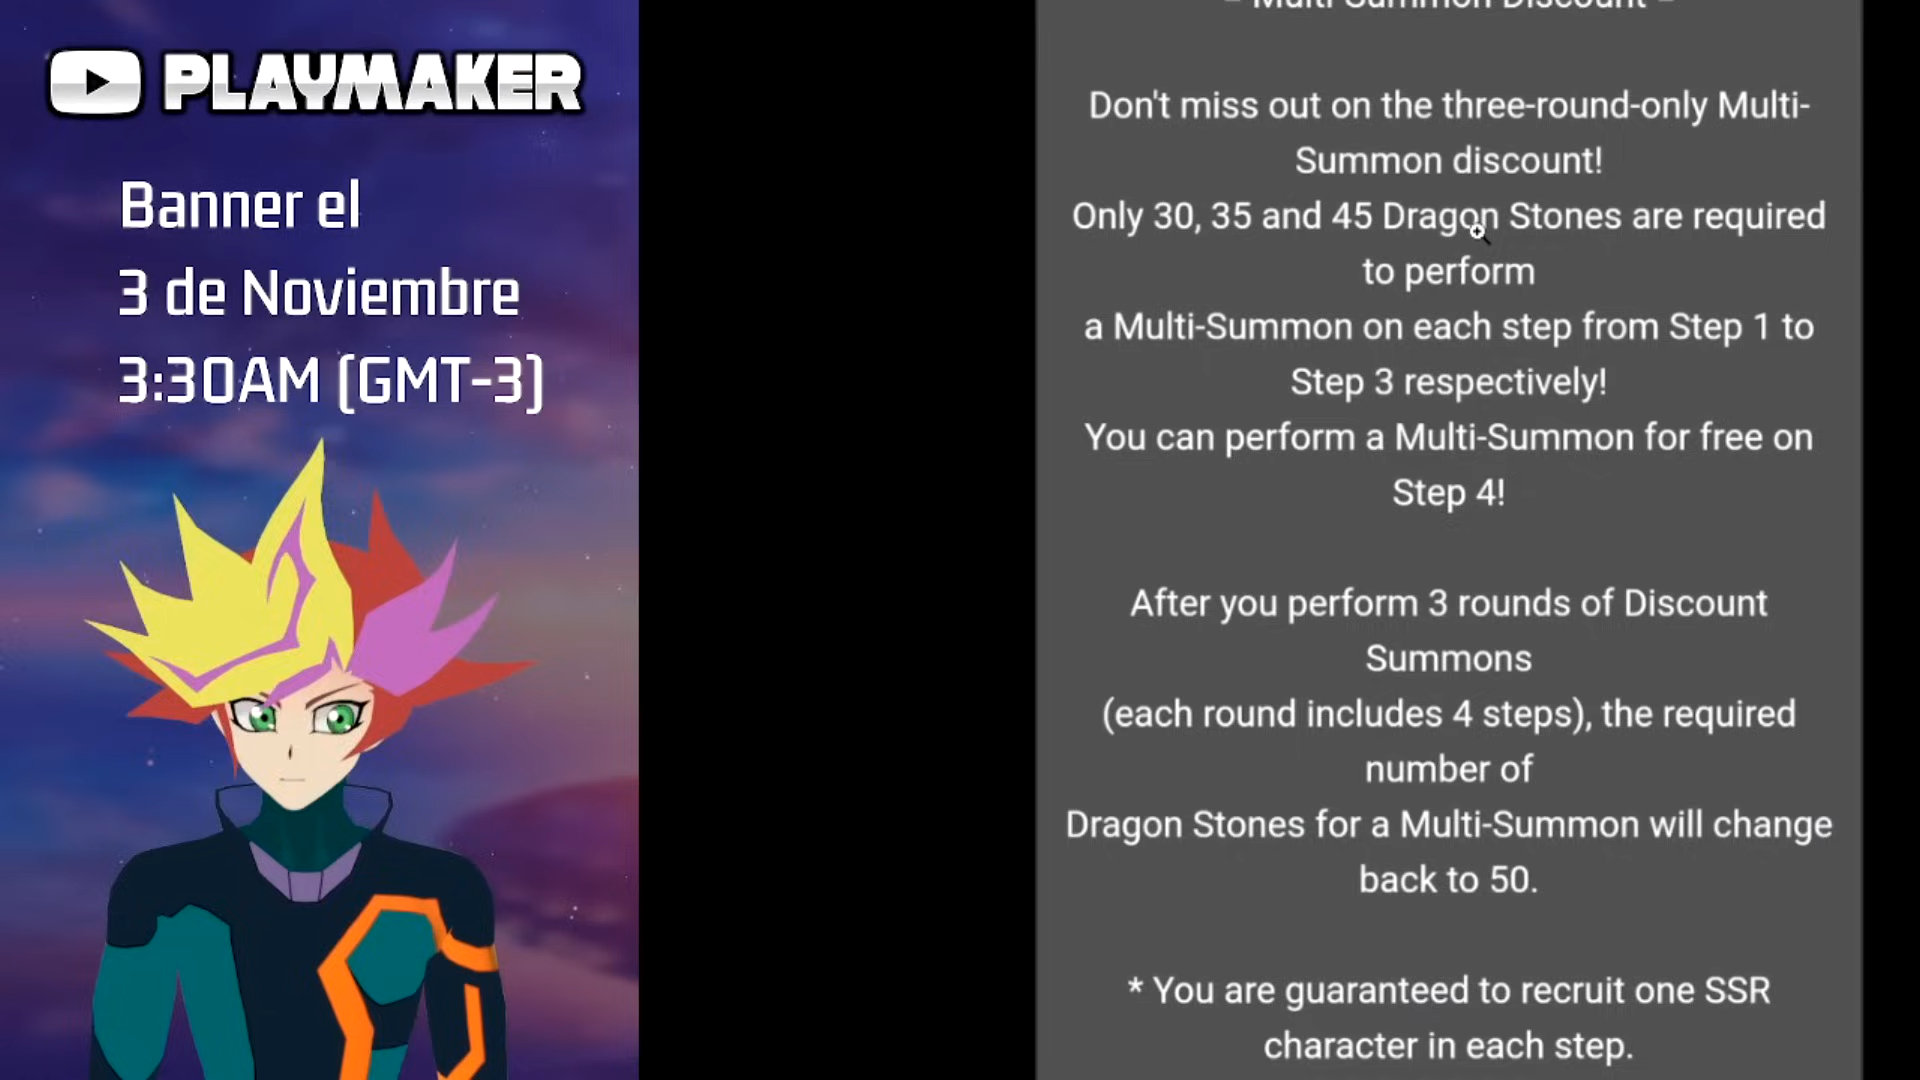 PLAYMAKER
Banner el
3 de Noviembre
3:30AM (GMT-3)
- Multi-Summon Discount -
Don't miss out on the three-round-only Multi-
Summon discount!
Only 30, 35 and 45 Dragon Stones are required
to perform
a Multi-Summon on each step from Step 1 to
Step 3 respectively!
You can perform a Multi-Summon for free on
Step 4!
After you perform 3 rounds of Discount
Summons
(each round includes 4 steps), the required
number of
Dragon Stones for a Multi-Summon will change
back to 50.
* You are guaranteed to recruit one SSR
character in each step.